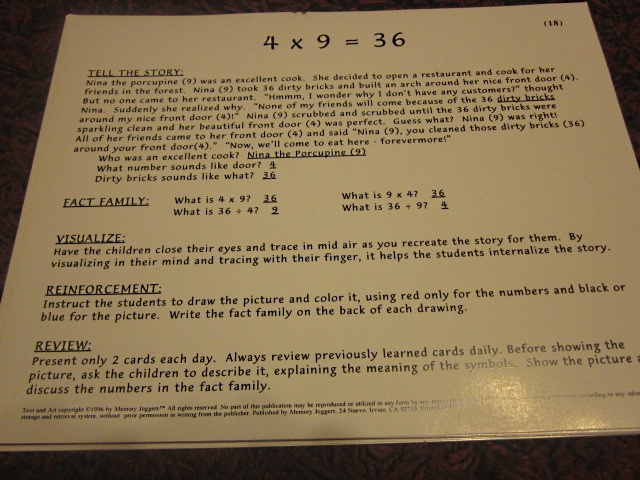 (18)
4 x 9 = 36
TELL THE STORY:
Nina the porcupine (9) was an excellent cook. She decided to open a restaurant and cook for her
friends in the forest. Nina (9) took 36 dirty bricks and built an arch around her nice front door (4).
But no one came to her restaurant. "Hmmm, I wonder why I don't have any customers?" thought
Nina. Suddenly she realized why. "None of my friends will come because of the 36 dirty bricks
around my nice front door (4)!" Nina (9) scrubbed and scrubbed until the 36 dirty bricks were
sparkling clean and her beautiful front door (4) was perfect. Guess what? Nina (9) was right!
All of her friends came to her front door (4) and said "Nina (9), you cleaned those dirty bricks (36)
around your front door(4)." "Now, we'll come to eat here - forevermore!"
Who was an excellent cook? Nina the Porcupine (9)
What number sounds like door? 4
Dirty bricks sounds like what? 36
FACT FAMILY: What is 4 x 9? 36 What is 9 x 4? 36
What is 36 ÷ 4? 9 What is 36 ÷ 9? 4
VISUALIZE:
Have the children close their eyes and trace in mid air as you recreate the story for them. By
visualizing in their mind and tracing with their finger, it helps the students internalize the story.
REINFORCEMENT:
Instruct the students to draw the picture and color it, using red only for the numbers and black or
blue for the picture. Write the fact family on the back of each drawing.
REVIEW:
Present only 2 cards each day. Always review previously learned cards daily. Before showing the
picture, ask the children to describe it, explaining the meaning of the symbols. Show the picture
discuss the numbers in the fact family.
Text and Art copyright ©1996 by Memory Joggers™ All rights reserved. No part of this publication may be reproduced or utilized in any form by any
storage and retrieval system, without prior permission in writing from the publisher. Published by Memory Joggers, 24 Nuevo, Irvine, CA